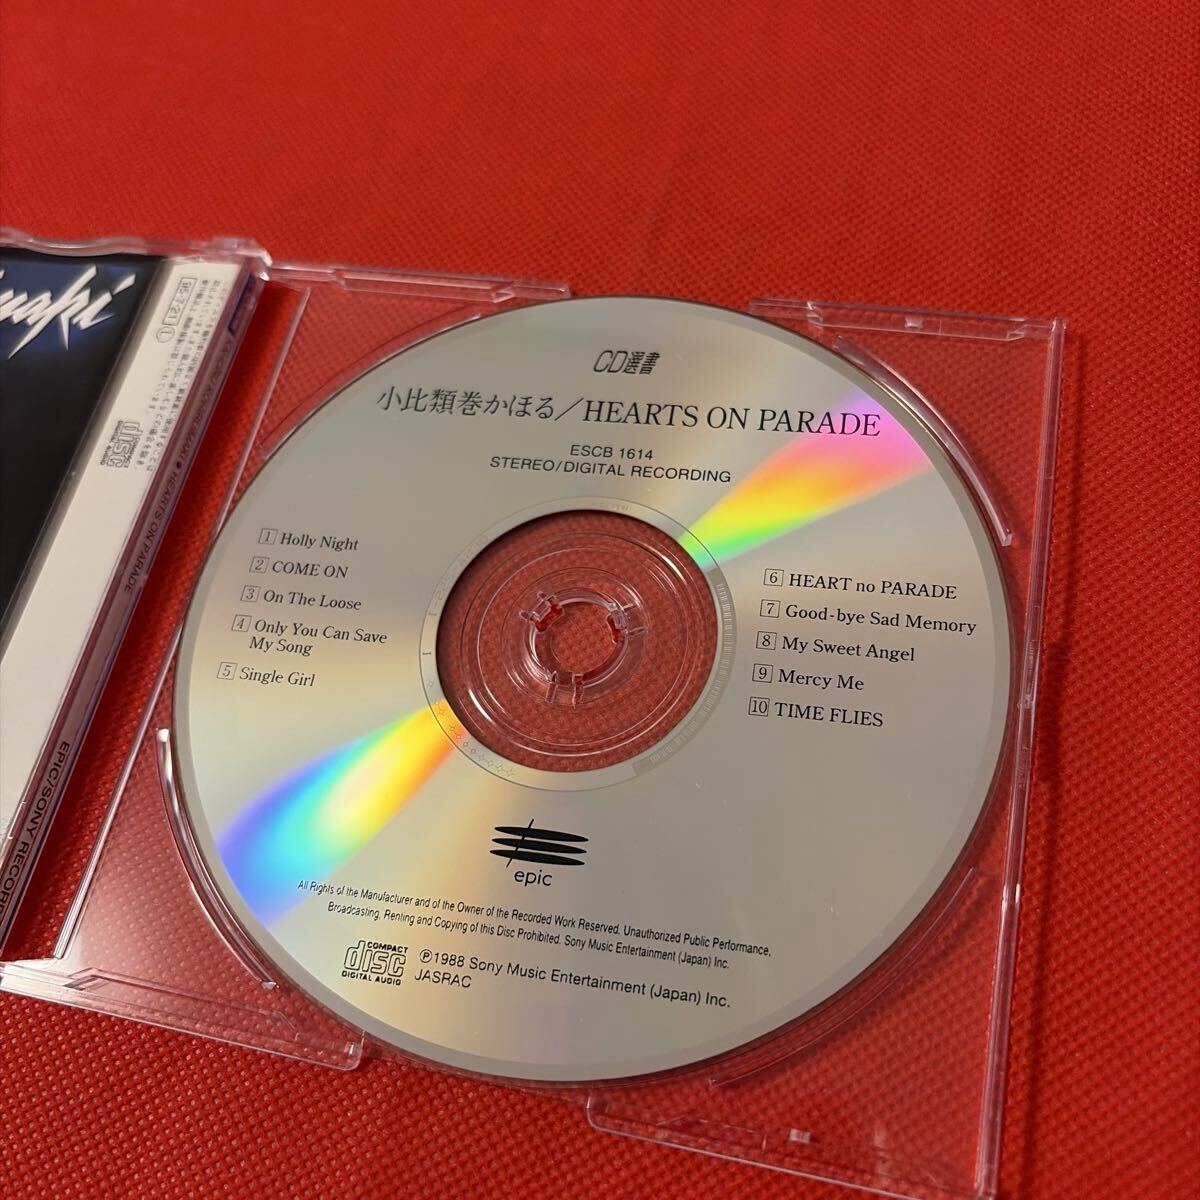 CD選書
小比類巻かほる／HEARTS ON PARADE
ESCB 1614
STEREO/DIGITAL RECORDING
1 Holly Night
2 COME ON
3 On The Loose
4 Only You Can Save
My Song
5 Single Girl
6 HEART no PARADE
7 Good-bye Sad Memory
8 My Sweet Angel
9 Mercy Me
10 TIME FLIES
epic
All Rights of the Manufacturer and of the Owner of the Recorded Work Reserved. Unauthorized Public Performance,
Broadcasting, Renting and Copying of this Disc Prohibited. Sony Music Entertainment (Japan) Inc.
COMPACT
disc
DIGITAL AUDIO
Ⓟ1988 Sony Music Entertainment (Japan) Inc.
JASRAC
95·7·21
HEARTS ON PARADE
EPIC/SONY RECORDS